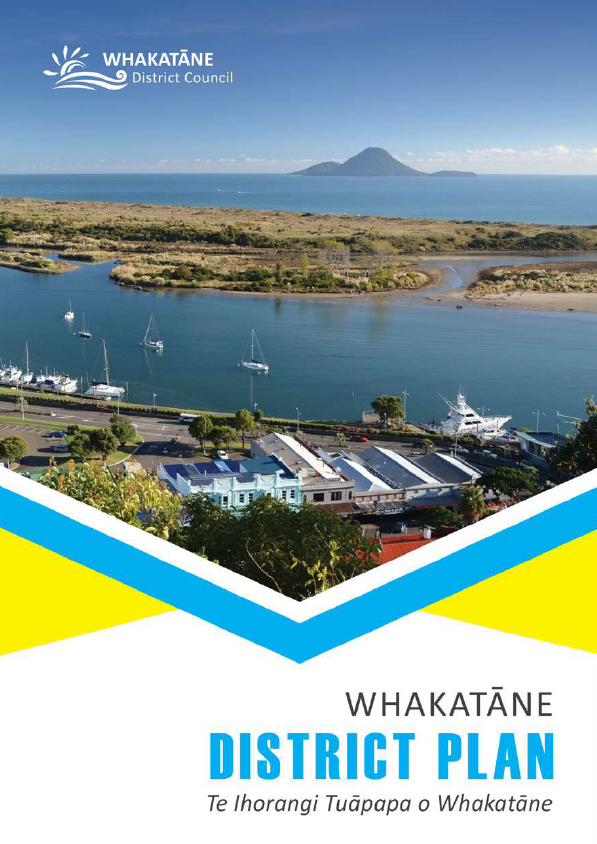 WHAKATĀNE
District Council
WHAKATĀNE
DISTRICT PLAN
Te Ihorangi Tuāpapa o Whakatāne